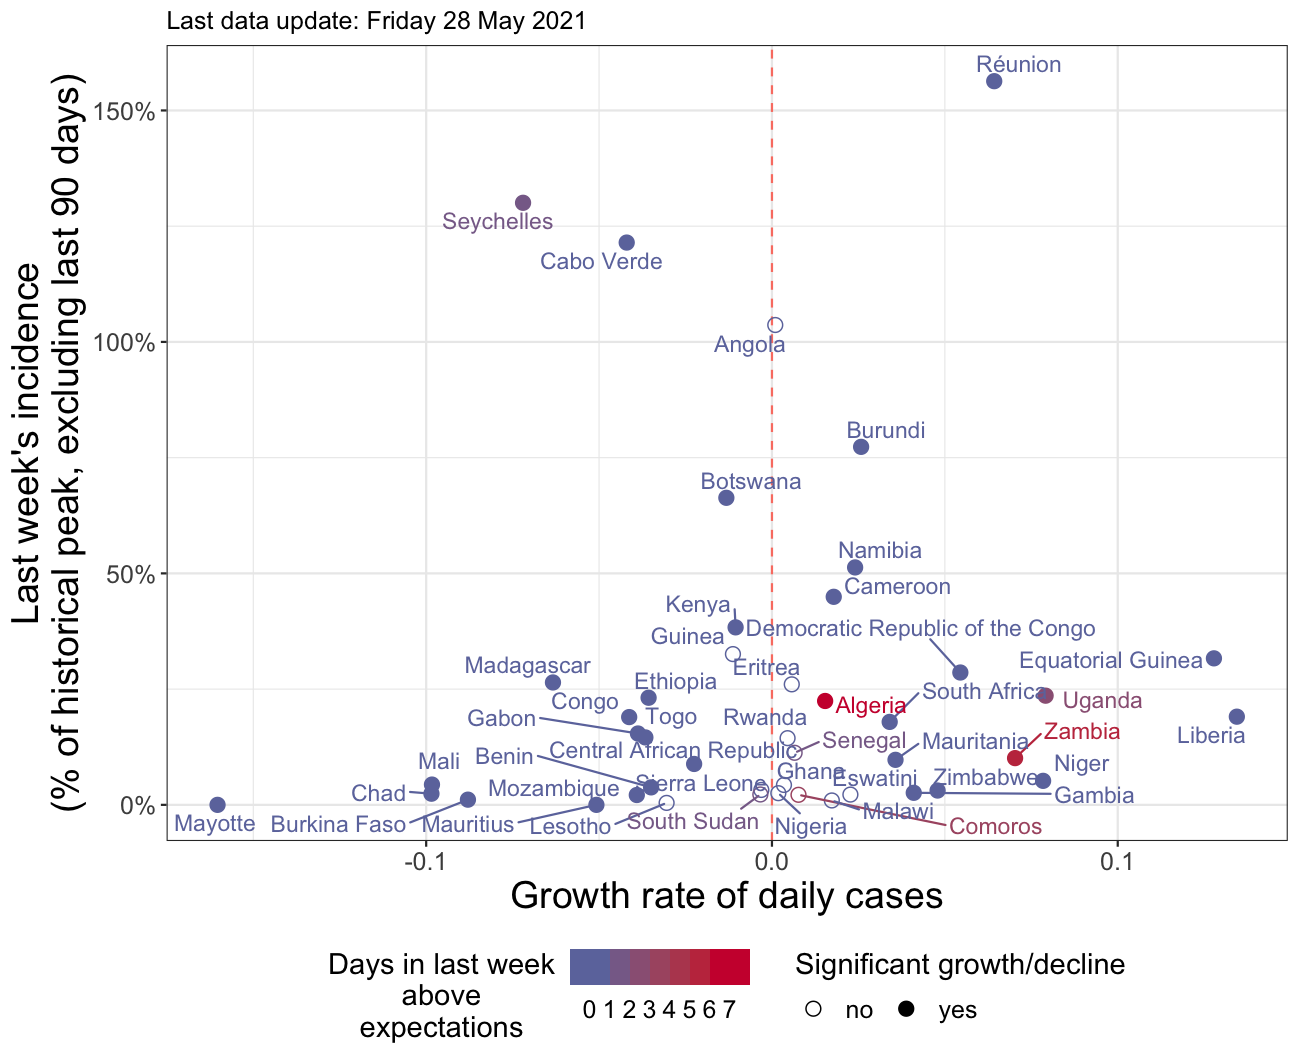 Last data update: Friday 28 May 2021
Last week's incidence
(% of historical peak, excluding last 90 days)
150%
100%
50%
0%
Réunion
Seychelles
Cabo Verde
Angola
Burundi
Botswana
Namibia
Cameroon
Kenya
Democratic Republic of the Congo
Guinea
Equatorial Guinea
Madagascar
Eritrea
Ethiopia
South Africa
Uganda
Congo
Algeria
Gabon
Togo
Rwanda
Zambia
Liberia
Senegal
Mauritania
Benin
Central African Republic
Mali
Niger
Ghana
Eswatini
Zimbabwe
Sierra Leone
Mozambique
Chad
Gambia
Malawi
Mayotte
Burkina Faso
Mauritius
Lesotho
South Sudan
Nigeria
Comoros
-0.1
0.0
0.1
Growth rate of daily cases
Days in last week
above
expectations
0 1 2 3 4 5 6 7
Significant growth/decline
no
yes